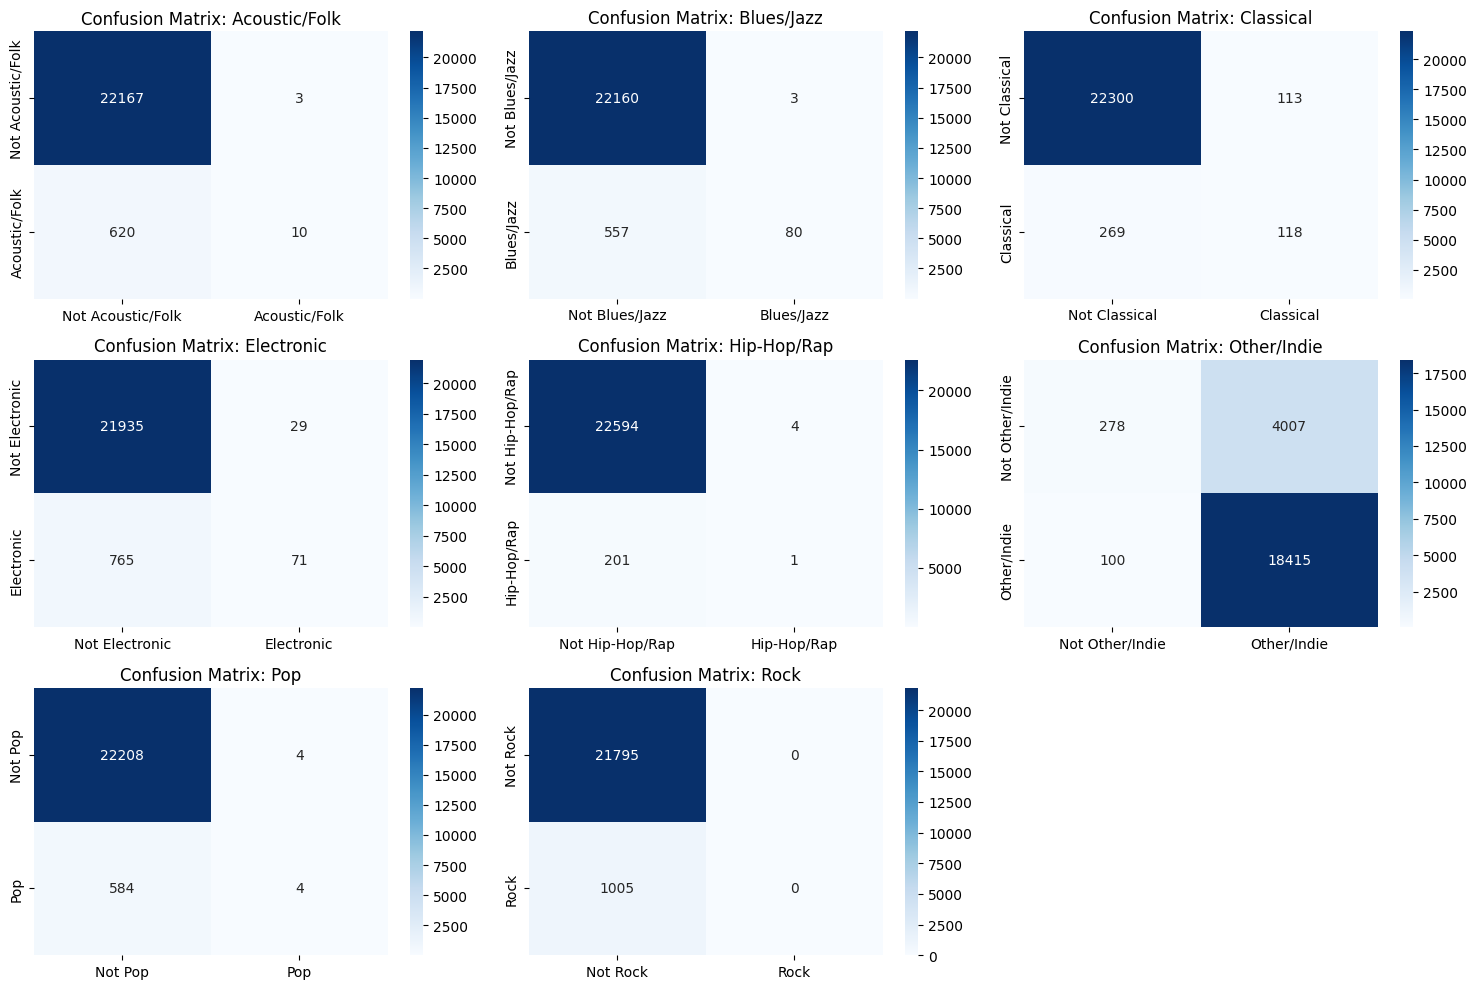 Confusion Matrix: Acoustic/Folk
Not Acoustic/Folk
Acoustic/Folk
22167
3
620
10
Not Acoustic/Folk
Acoustic/Folk
20000
17500
15000
12500
10000
7500
5000
2500
Confusion Matrix: Blues/Jazz
Not Blues/Jazz
Blues/Jazz
22160
3
557
80
Not Blues/Jazz
Blues/Jazz
20000
17500
15000
12500
10000
7500
5000
2500
Confusion Matrix: Classical
Not Classical
Classical
22300
113
269
118
Not Classical
Classical
20000
17500
15000
12500
10000
7500
5000
2500
Confusion Matrix: Electronic
Not Electronic
Electronic
21935
29
765
71
Not Electronic
Electronic
20000
17500
15000
12500
10000
7500
5000
2500
Confusion Matrix: Hip-Hop/Rap
Not Hip-Hop/Rap
Hip-Hop/Rap
22594
4
201
1
Not Hip-Hop/Rap
Hip-Hop/Rap
20000
15000
10000
5000
Confusion Matrix: Other/Indie
Not Other/Indie
Other/Indie
278
4007
100
18415
Not Other/Indie
Other/Indie
17500
15000
12500
10000
7500
5000
2500
Confusion Matrix: Pop
Not Pop
Pop
22208
4
584
4
Not Pop
Pop
20000
17500
15000
12500
10000
7500
5000
2500
Confusion Matrix: Rock
Not Rock
Rock
21795
0
1005
0
Not Rock
Rock
20000
17500
15000
12500
10000
7500
5000
2500
0